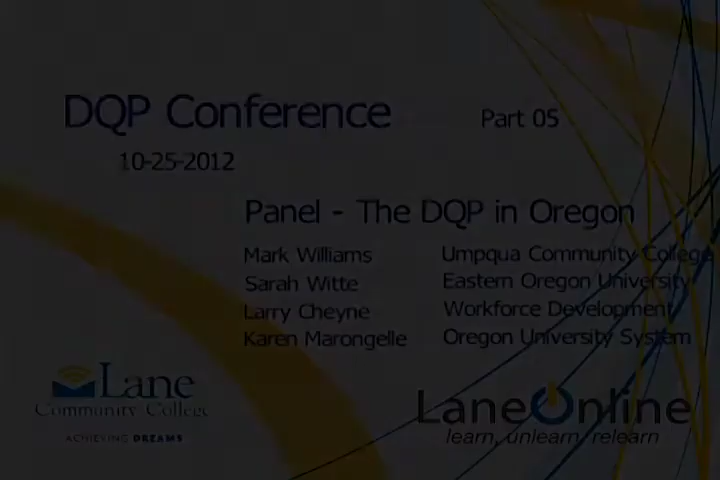 DQP Conference
Part 05
10-25-2012
Panel - The DQP in Oregon
Mark Williams Umpqua Community College
Sarah Witte Eastern Oregon University
Larry Cheyne Workforce Development
Karen Marongelle Oregon University System
Lane
Community College
ACHIEVING DREAMS
LaneOnline
learn, unlearn, relearn